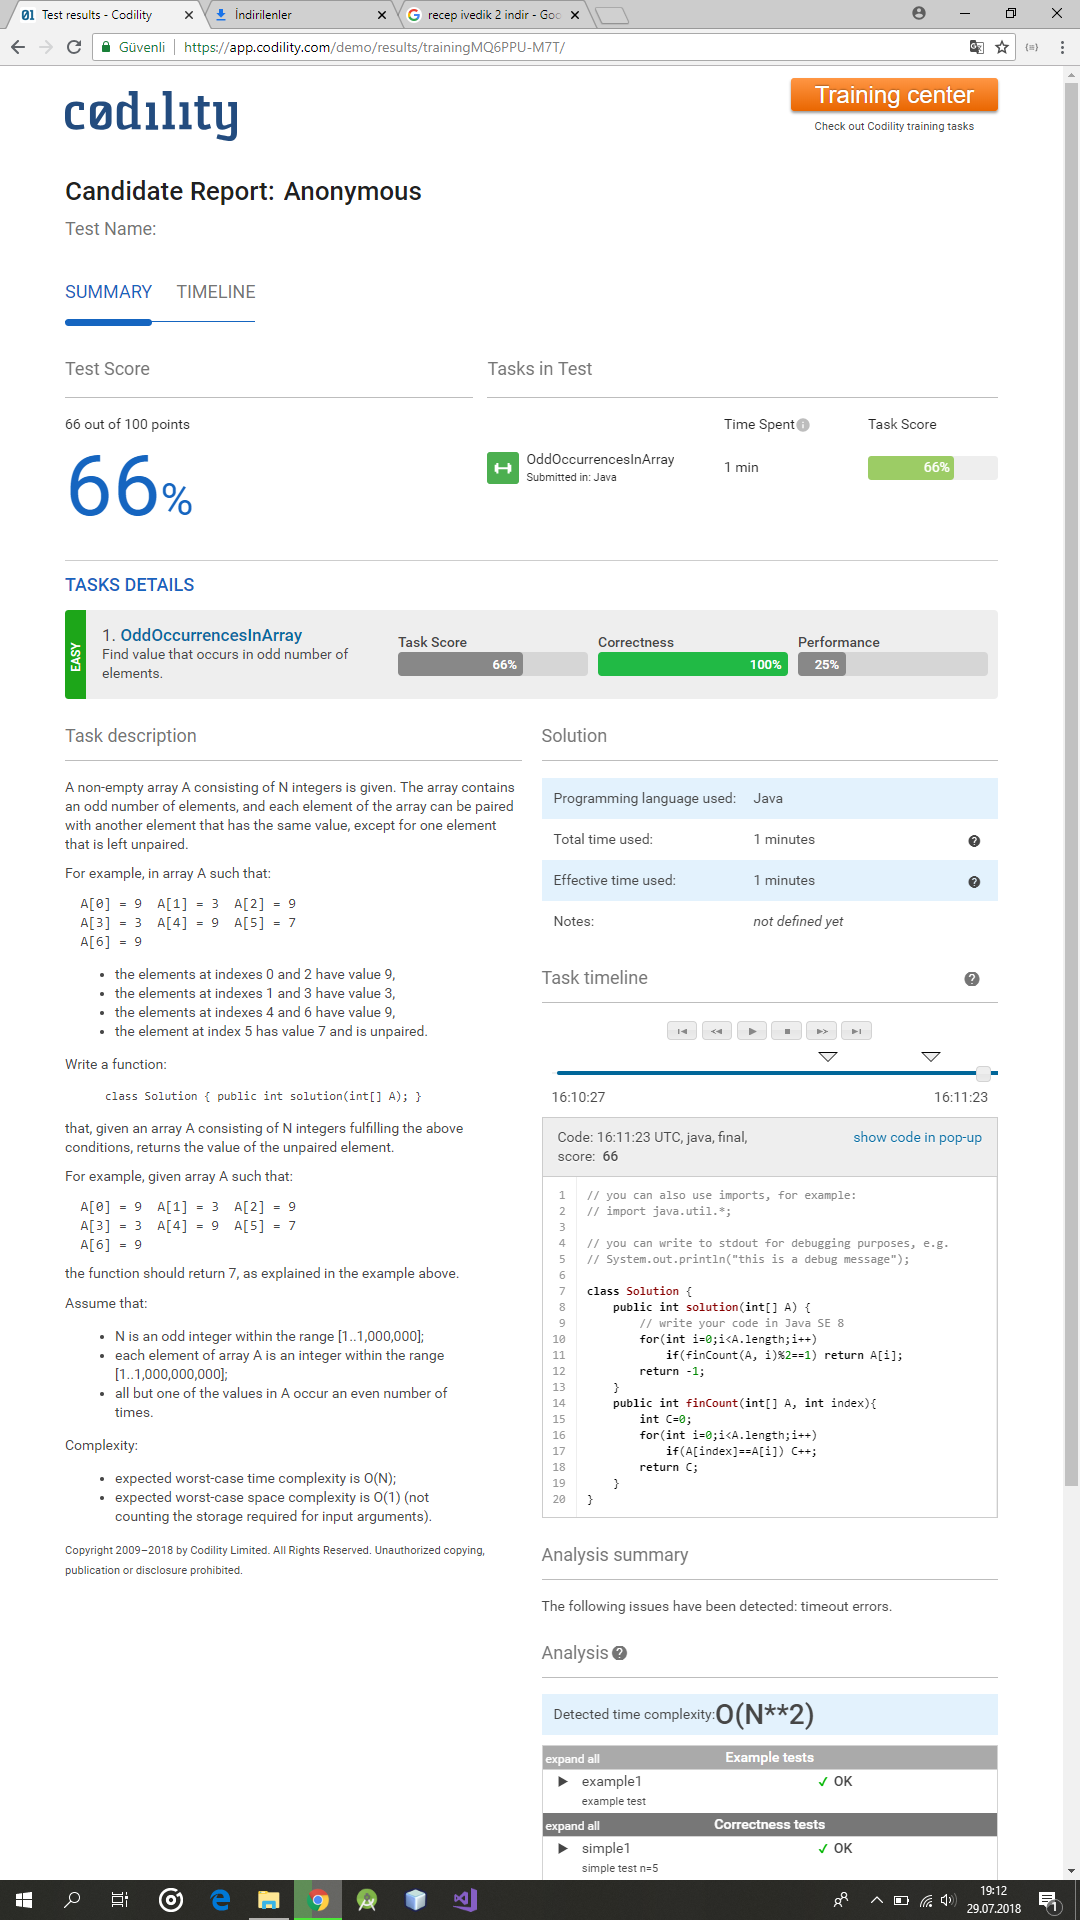 Test results - Codility
İndirilenler
recep ivedik 2 indir - Goo
Güvenli
https://app.codility.com/demo/results/trainingMQ6PPU-M7T/
codility
Training center
Check out Codility training tasks
Candidate Report: Anonymous
Test Name:
SUMMARY TIMELINE
Test Score
66 out of 100 points
66%
Tasks in Test
Time Spent
Task Score
OddOccurrencesInArray
Submitted in: Java
1 min
66%
TASKS DETAILS
EASY
1. OddOccurrencesInArray
Find value that occurs in odd number of
elements.
Task Score
66%
Correctness
100%
Performance
25%
Task description
A non-empty array A consisting of N integers is given. The array contains
an odd number of elements, and each element of the array can be paired
with another element that has the same value, except for one element
that is left unpaired.
For example, in array A such that:
A[0] = 9  A[1] = 3  A[2] = 9
A[3] = 3  A[4] = 9  A[5] = 7
A[6] = 9
• the elements at indexes 0 and 2 have value 9,
• the elements at indexes 1 and 3 have value 3,
• the elements at indexes 4 and 6 have value 9,
• the element at index 5 has value 7 and is unpaired.
Write a function:
class Solution { public int solution(int[] A); }
that, given an array A consisting of N integers fulfilling the above
conditions, returns the value of the unpaired element.
For example, given array A such that:
A[0] = 9  A[1] = 3  A[2] = 9
A[3] = 3  A[4] = 9  A[5] = 7
A[6] = 9
the function should return 7, as explained in the example above.
Assume that:
• N is an odd integer within the range [1..1,000,000];
• each element of array A is an integer within the range
[1..1,000,000,000];
• all but one of the values in A occur an even number of
times.
Complexity:
• expected worst-case time complexity is O(N);
• expected worst-case space complexity is O(1) (not
counting the storage required for input arguments).
Copyright 2009–2018 by Codility Limited. All Rights Reserved. Unauthorized copying,
publication or disclosure prohibited.
Solution
Programming language used: Java
Total time used: 1 minutes
Effective time used: 1 minutes
Notes: not defined yet
Task timeline
16:10:27
16:11:23
Code: 16:11:23 UTC, java, final,
score: 66
show code in pop-up
1 // you can also use imports, for example:
2 // import java.util.*;
3
4 // you can write to stdout for debugging purposes, e.g.
5 // System.out.println("this is a debug message");
6
7 class Solution {
8     public int solution(int[] A) {
9         // write your code in Java SE 8
10         for(int i=0;i<A.length;i++)
11             if(finCount(A, i)%2==1) return A[i];
12         return -1;
13     }
14     public int finCount(int[] A, int index){
15         int C=0;
16         for(int i=0;i<A.length;i++)
17             if(A[index]==A[i]) C++;
18         return C;
19     }
20 }
Analysis summary
The following issues have been detected: timeout errors.
Analysis
Detected time complexity: O(N**2)
expand all Example tests
▶ example1 ✓ OK
example test
expand all Correctness tests
▶ simple1 ✓ OK
simple test n=5
19:12
29.07.2018
1